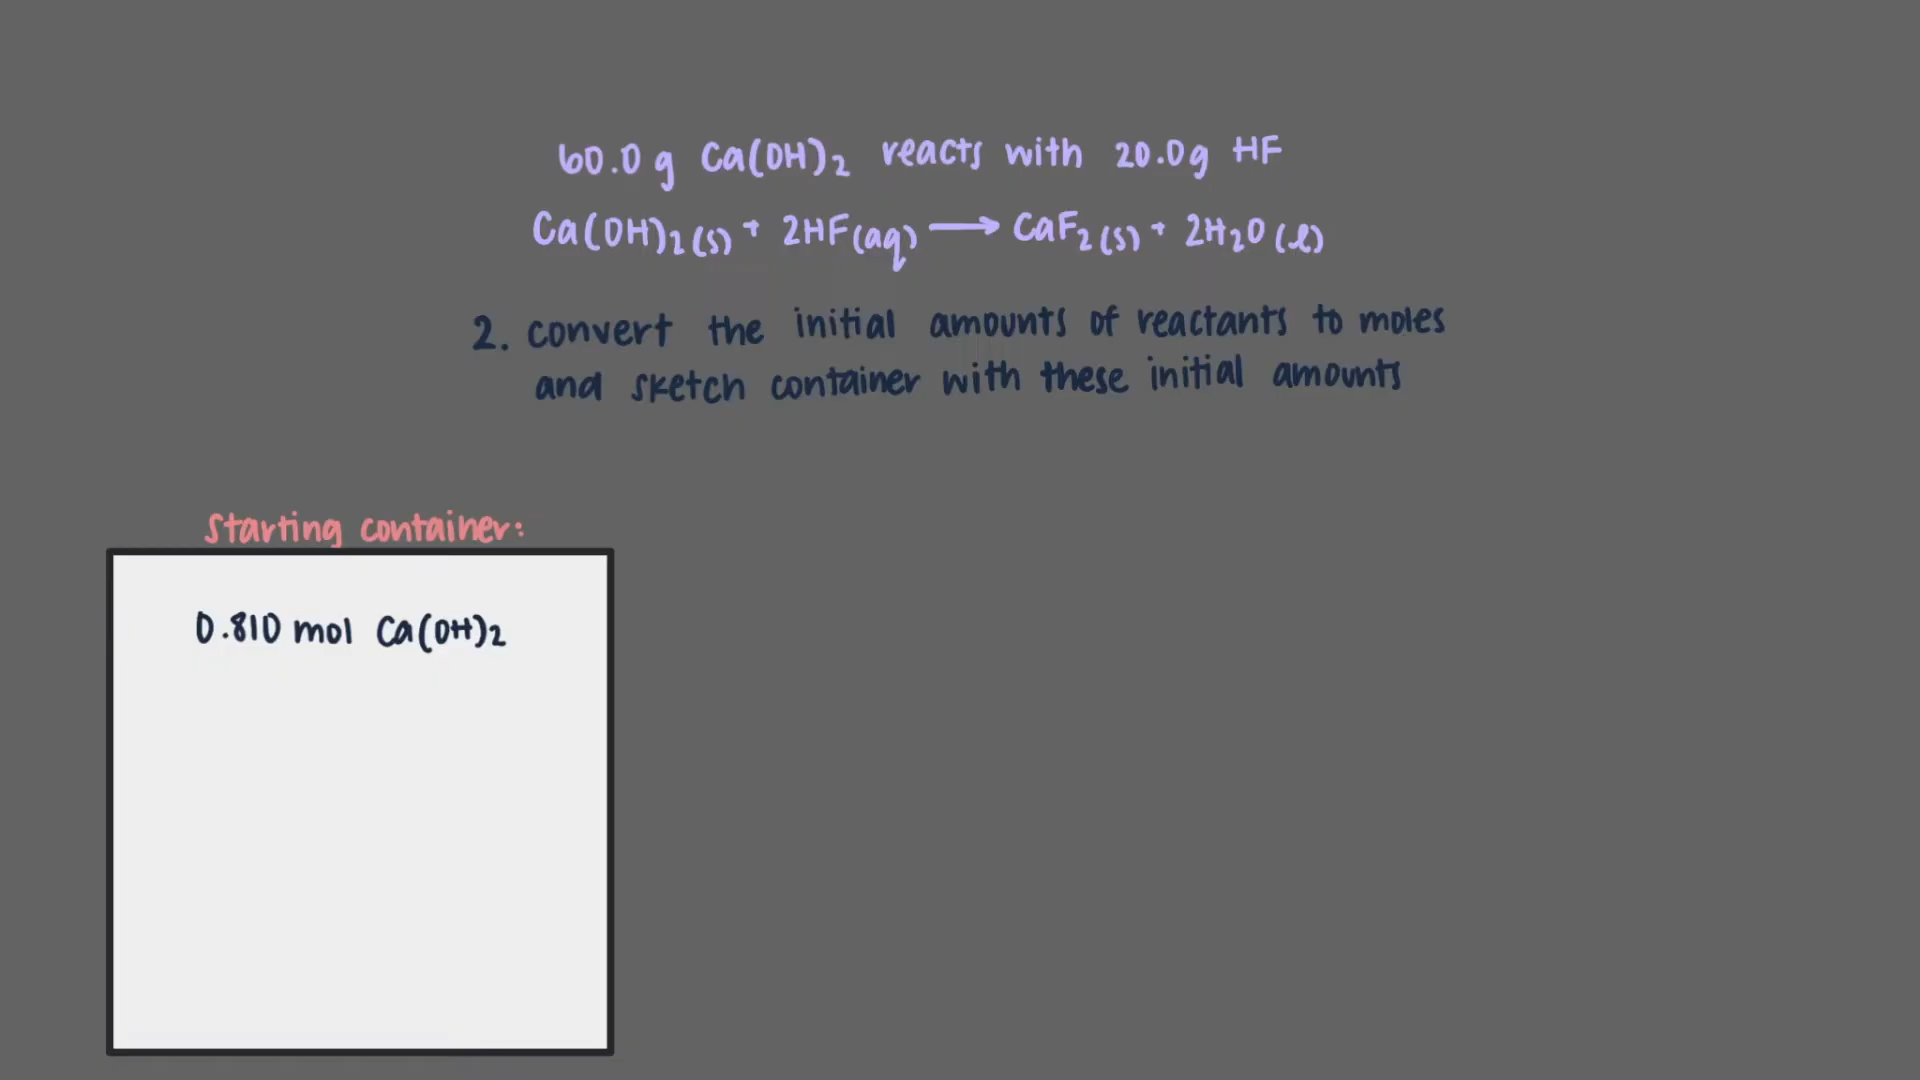 60.0 g Ca(OH)₂ reacts with 20.0g HF
Ca(OH)₂(s) + 2HF(aq) → CaF₂(s) + 2H₂O(l)
2. convert the initial amounts of reactants to moles
and sketch container with these initial amounts
Starting container:
0.810 mol Ca(OH)₂